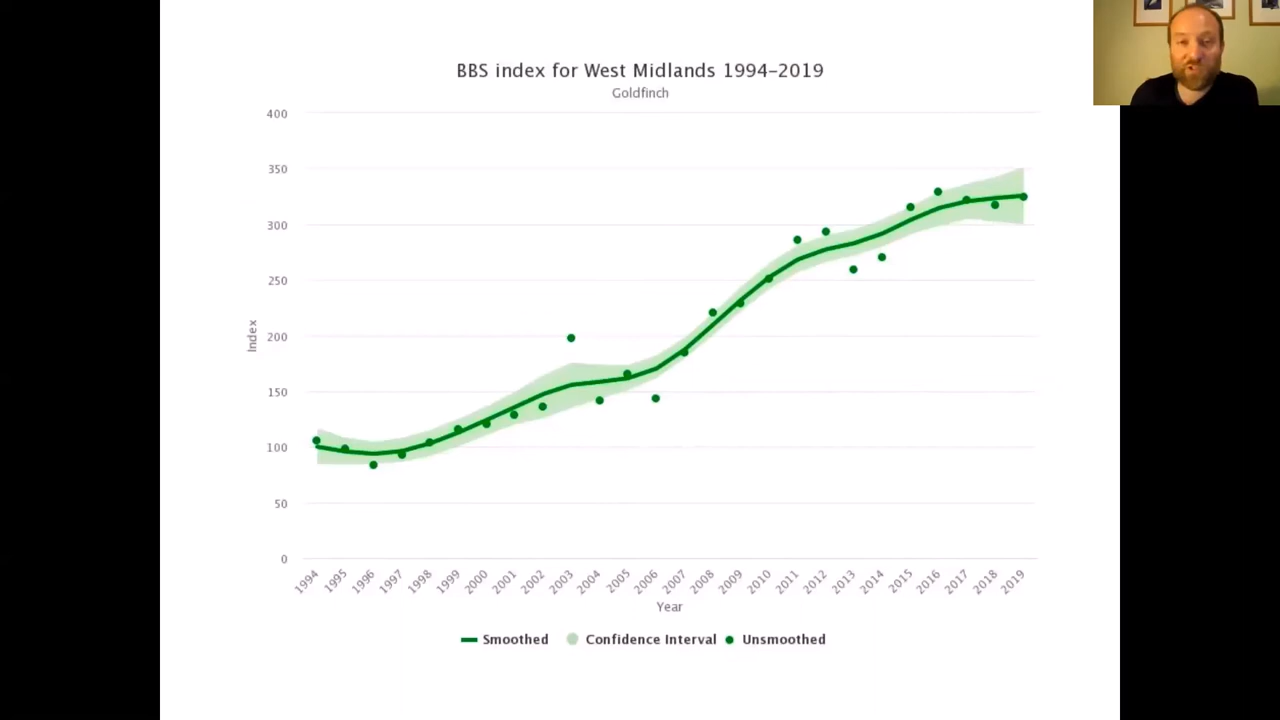 BBS index for West Midlands 1994–2019
Goldfinch
400
350
300
250
200
150
100
50
0
Index
1994 1995 1996 1997 1998 1999 2000 2001 2002 2003 2004 2005 2006 2007 2008 2009 2010 2011 2012 2013 2014 2015 2016 2017 2018 2019
Year
Smoothed Confidence Interval Unsmoothed